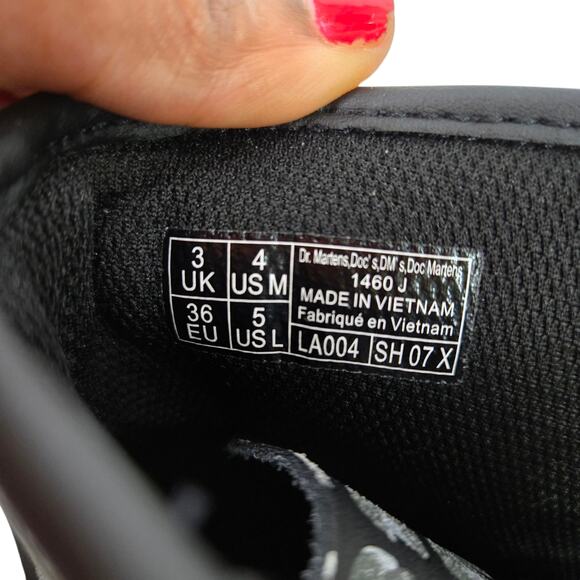 3
UK
4
US M
36
EU
5
US L
Dr. Martens,Doc's,DM's,Doc Martens
1460 J
MADE IN VIETNAM
Fabriqué en Vietnam
LA004
SH 07 X